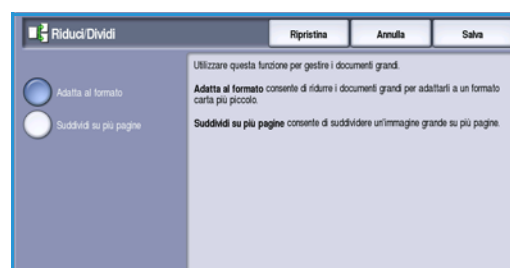 Riduci/Dividi
Ripristina
Annulla
Salva
Adatta al formato
Suddividi su più pagine
Utilizzare questa funzione per gestire i documenti grandi.
Adatta al formato consente di ridurre i documenti grandi per adattarli a un formato
carta più piccolo.
Suddividi su più pagine consente di suddividere un'immagine grande su più pagine.